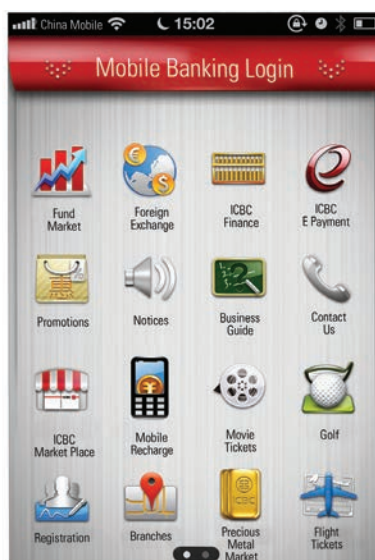 China Mobile 15:02
Mobile Banking Login
Fund
Market
Foreign
Exchange
ICBC
Finance
ICBC
E Payment
Promotions
Notices
Business
Guide
Contact
Us
ICBC
Market Place
Mobile
Recharge
Movie
Tickets
Golf
ICBC
Registration
Branches
Precious
Metal
Market
Flight
Tickets